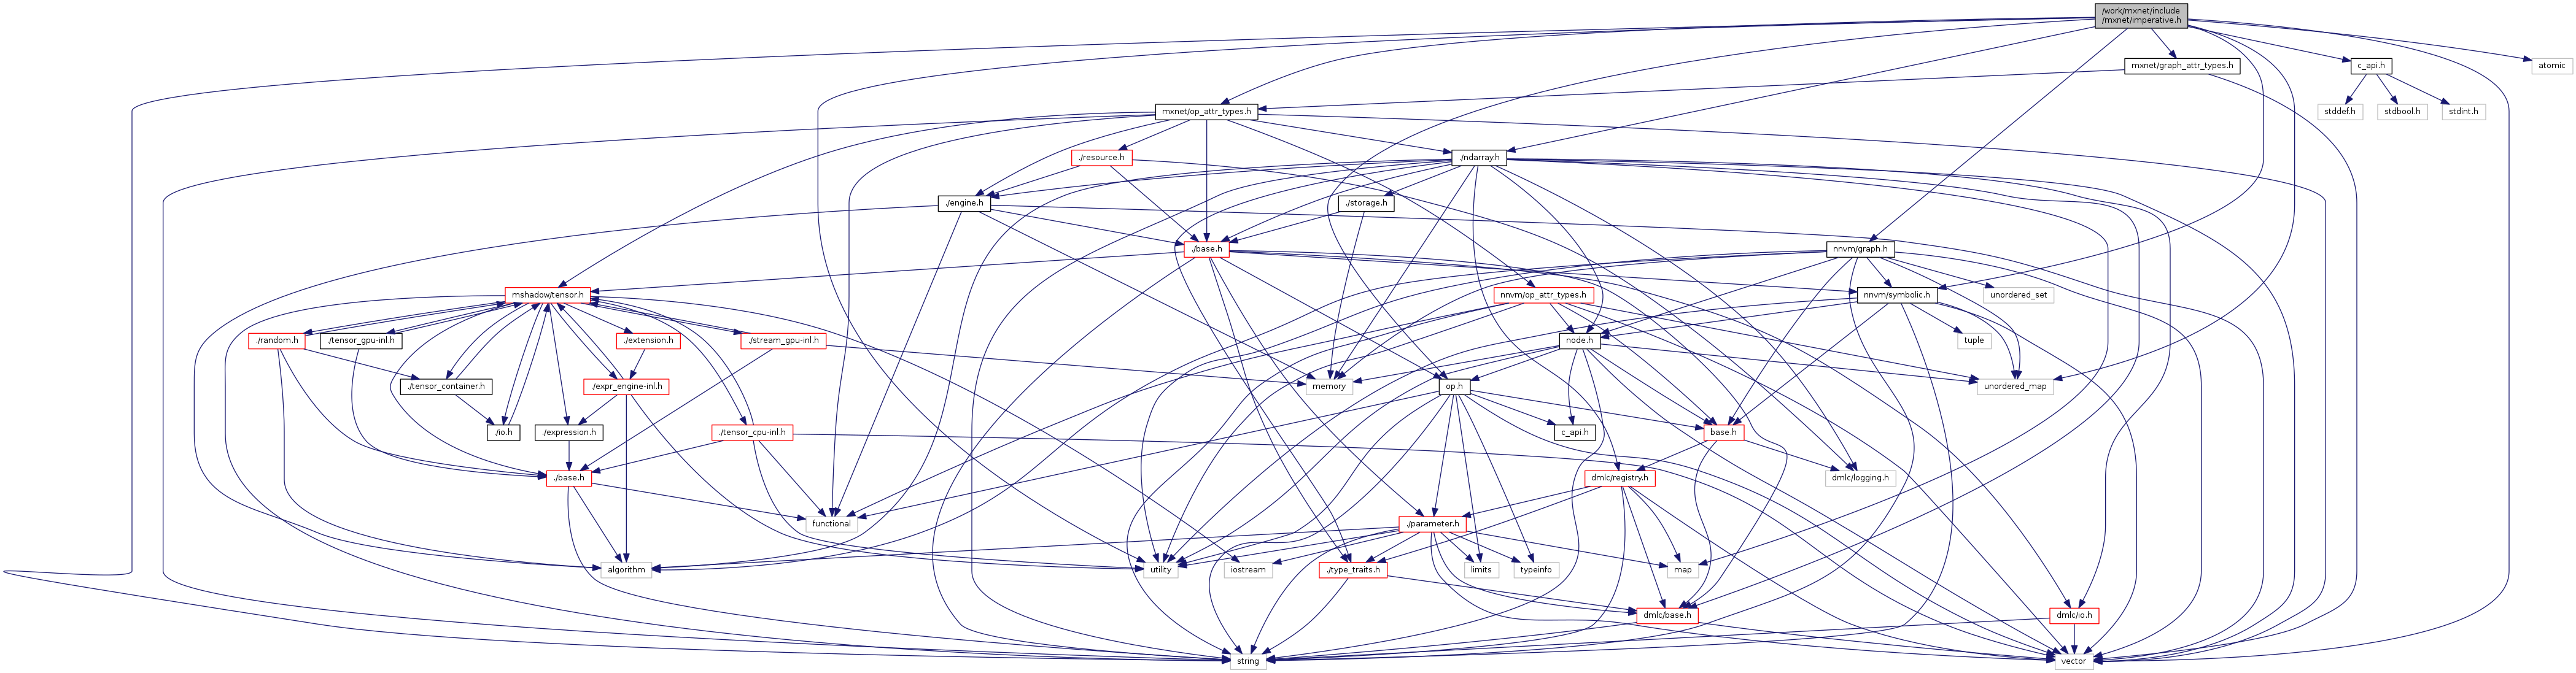 /work/mxnet/include
/mxnet/imperative.h
mxnet/graph_attr_types.h
c_api.h
atomic
mxnet/op_attr_types.h
stddef.h
stdbool.h
stdint.h
./resource.h
./ndarray.h
./engine.h
./storage.h
./base.h
nnvm/graph.h
mshadow/tensor.h
nnvm/op_attr_types.h
nnvm/symbolic.h
unordered_set
./random.h
./tensor_gpu-inl.h
./extension.h
./stream_gpu-inl.h
node.h
tuple
./tensor_container.h
./expr_engine-inl.h
memory
op.h
unordered_map
./io.h
./expression.h
./tensor_cpu-inl.h
c_api.h
base.h
./base.h
dmlc/registry.h
dmlc/logging.h
functional
./parameter.h
algorithm
utility
iostream
./type_traits.h
limits
typeinfo
map
dmlc/base.h
dmlc/io.h
string
vector